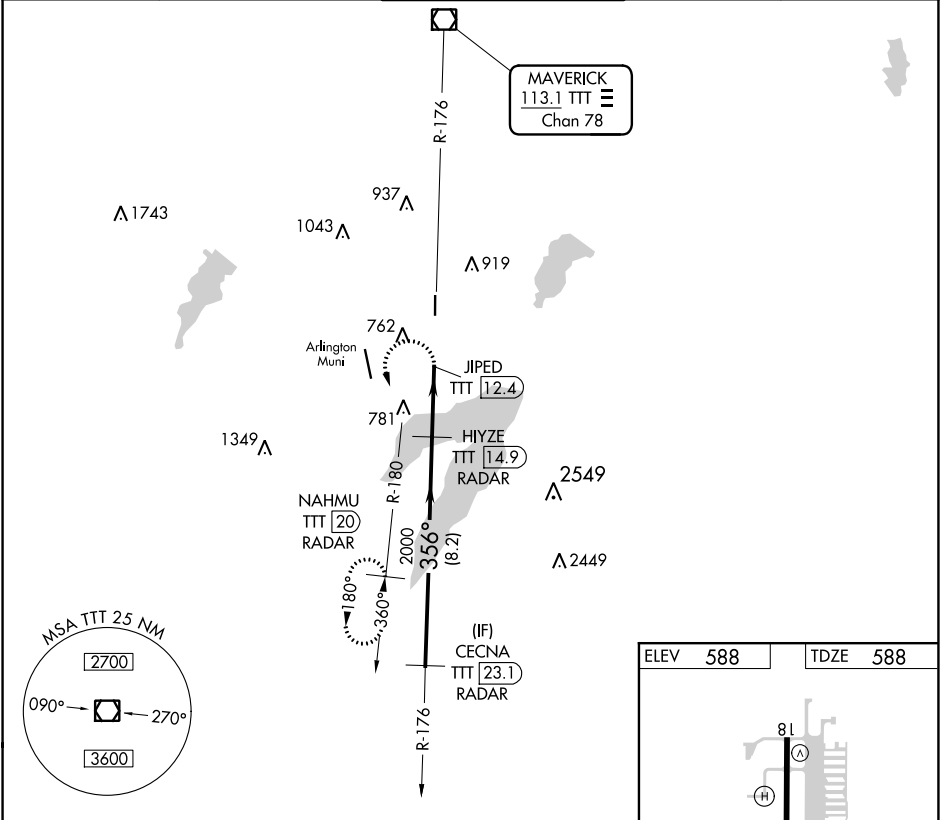 MAVERICK
113.1 TTT
Chan 78
R-176
937
1743
1043
919
762
Arlington
Muni
JIPED
TTT 12.4
781
HIYZE
TTT 14.9
RADAR
1349
R-180
2549
NAHMU
TTT 20
RADAR
2000
356°
(8.2)
2449
180°
360°
MSA TTT 25 NM
2700
090°
270°
3600
(IF)
CECNA
TTT 23.1
RADAR
R-176
ELEV 588
TDZE 588
18
V
H